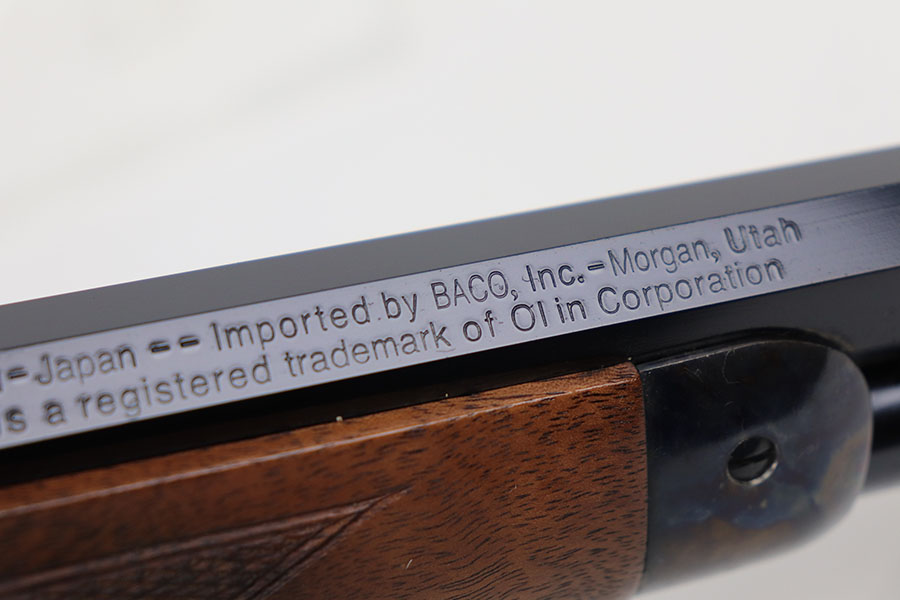 -Japan -- Imported by BACO, Inc.-Morgan, Utah
s a registered trademark of Olin Corporation